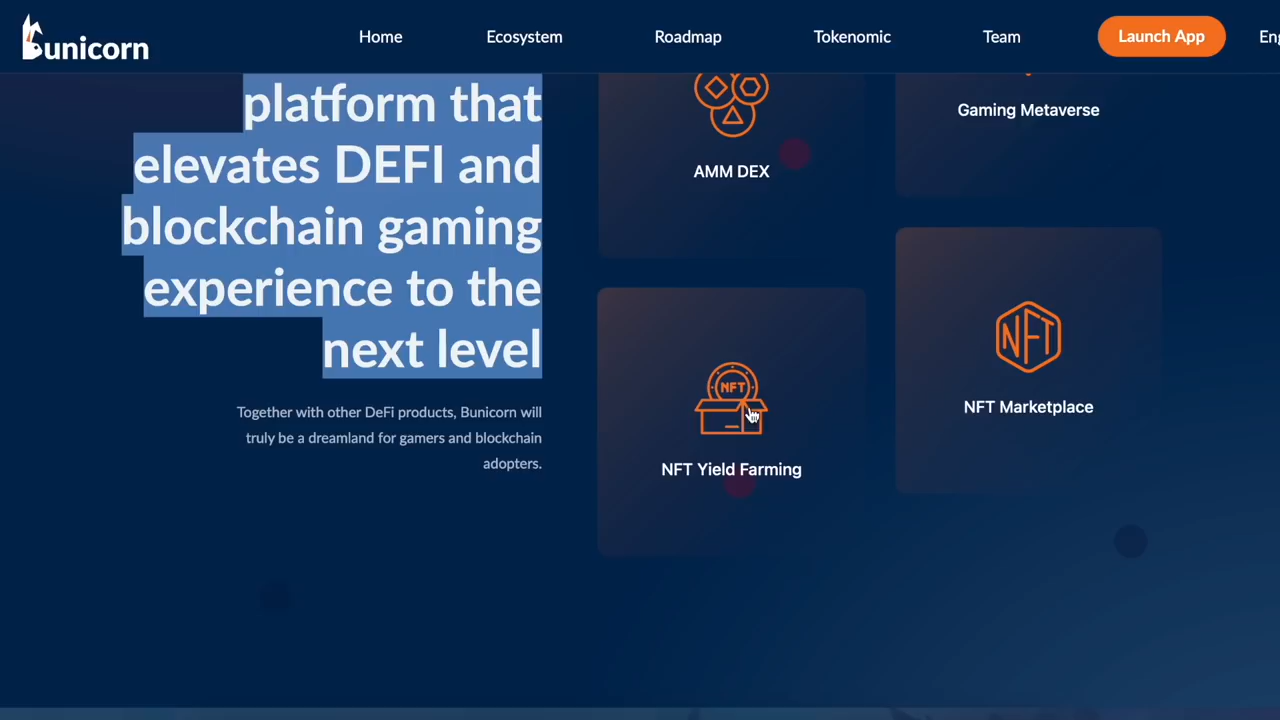 Bunicorn
Home
Ecosystem
Roadmap
Tokenomic
Team
Launch App
platform that
elevates DEFI and
blockchain gaming
experience to the
next level
Together with other DeFi products, Bunicorn will
truly be a dreamland for gamers and blockchain
adopters.
AMM DEX
Gaming Metaverse
NFT
NFT Yield Farming
NFT
NFT Marketplace